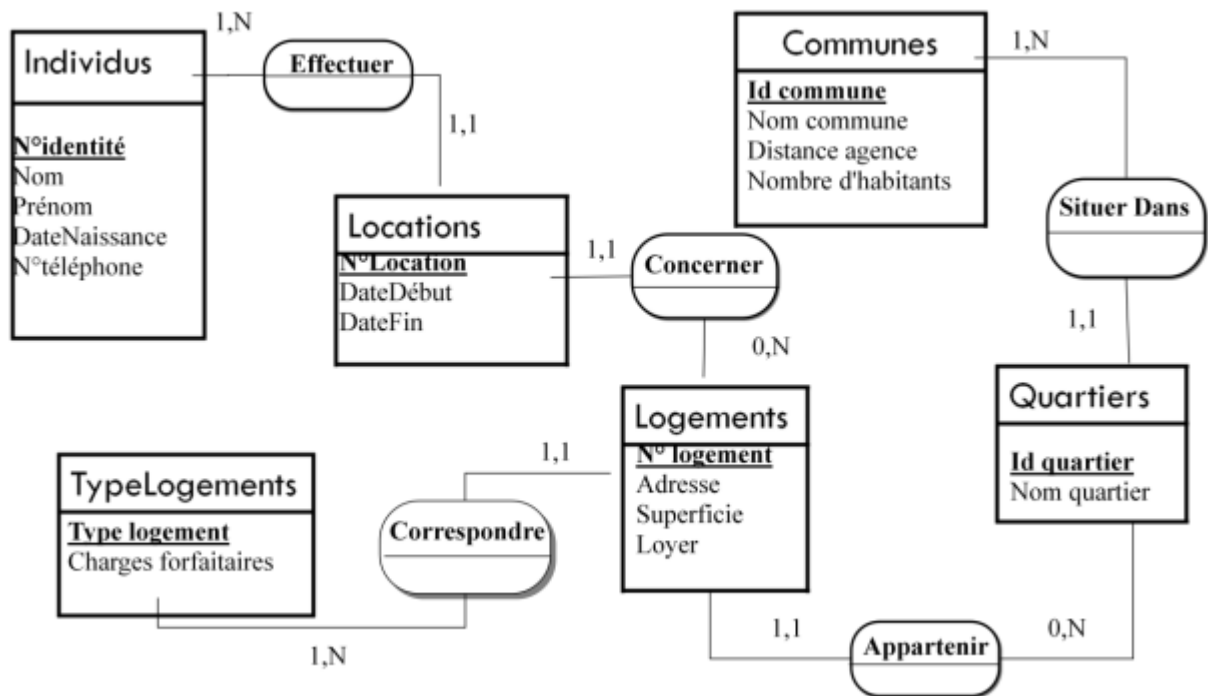 1,N
Individus
Effectuer
N°identité
Nom
Prénom
DateNaissance
N°téléphone
1,1
Communes
1,N
Id commune
Nom commune
Distance agence
Nombre d'habitants
Situer Dans
1,1
Locations
N°Location
DateDébut
DateFin
1,1
Concerner
0,N
Logements
N° logement
Adresse
Superficie
Loyer
Quartiers
Id quartier
Nom quartier
1,1
TypeLogements
Type logement
Charges forfaitaires
Correspondre
1,N
1,1
Appartenir
0,N